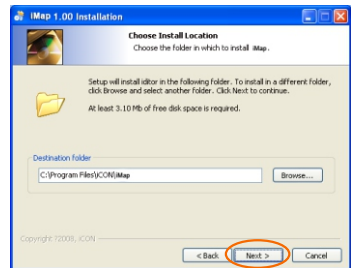 iMap 1.00 Installation
Choose Install Location
Choose the folder in which to install iMap.
Setup will install iditor in the following folder. To install in a different folder,
click Browse and select another folder. Click Next to continue.
At least 3.10 Mb of free disk space is required.
Destination folder
C:\Program Files\iCON\iMap
Browse...
Copyright ?2008, iCON
< Back
Next >
Cancel